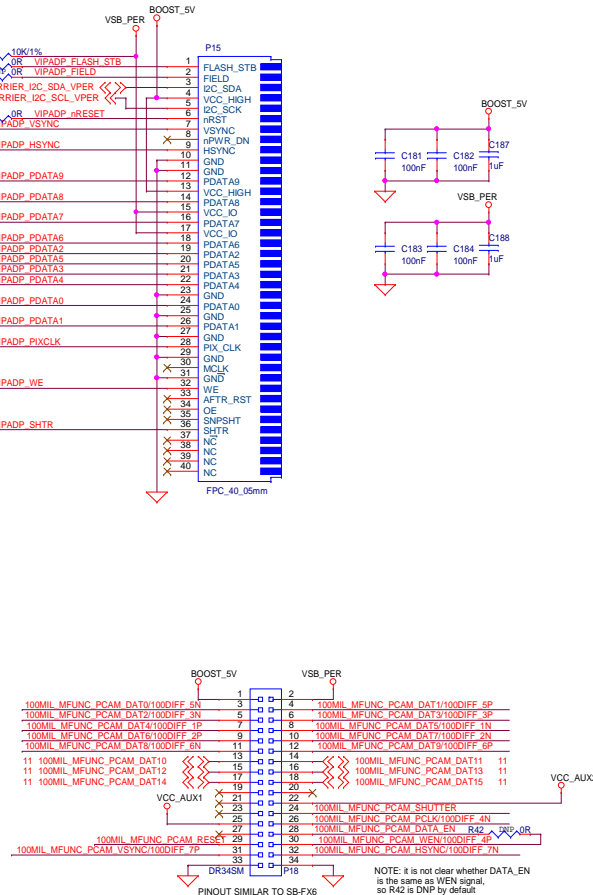 BOOST_5V
VSB_PER
P15
10K/1%
0R VIPADP_FLASH_STB
0R VIPADP_FIELD
RRIER_I2C_SDA_VPER
RRIER_I2C_SCL_VPER
0R VIPADP_nRESET
PADP_VSYNC
PADP_HSYNC
PADP_PDATA9
PADP_PDATA8
PADP_PDATA7
PADP_PDATA6
PADP_PDATA2
PADP_PDATA5
PADP_PDATA3
PADP_PDATA4
PADP_PDATA0
PADP_PDATA1
PADP_PIXCLK
PADP_WE
PADP_SHTR
1 FLASH_STB
2 FIELD
3 I2C_SDA
4 VCC_HIGH
5 I2C_SCK
6 nRST
7 VSYNC
8 nPWR_DN
9 HSYNC
10 GND
11 GND
12 PDATA9
13 VCC_HIGH
14 PDATA8
15 VCC_IO
16 PDATA7
17 VCC_IO
18 PDATA6
19 PDATA2
20 PDATA5
21 PDATA3
22 PDATA4
23 GND
24 PDATA0
25 GND
26 PDATA1
27 GND
28 PIX_CLK
29 GND
30 MCLK
31 GND
32 WE
33 AFTR_RST
34 OE
35 SNPSHT
36 SHTR
37 NC
38 NC
39 NC
40 NC
FPC_40_05mm
BOOST_5V
C181 C182 C187
100nF 100nF 1uF
VSB_PER
C183 C184 C188
100nF 100nF 1uF
BOOST_5V VSB_PER
1 2
100MIL_MFUNC_PCAM_DAT0/100DIFF_5N 3 4 100MIL_MFUNC_PCAM_DAT1/100DIFF_5P
100MIL_MFUNC_PCAM_DAT2/100DIFF_3N 5 6 100MIL_MFUNC_PCAM_DAT3/100DIFF_3P
100MIL_MFUNC_PCAM_DAT4/100DIFF_1P 7 8 100MIL_MFUNC_PCAM_DAT5/100DIFF_1N
100MIL_MFUNC_PCAM_DAT6/100DIFF_2P 9 10 100MIL_MFUNC_PCAM_DAT7/100DIFF_2N
100MIL_MFUNC_PCAM_DAT8/100DIFF_6N 11 12 100MIL_MFUNC_PCAM_DAT9/100DIFF_6P
11 100MIL_MFUNC_PCAM_DAT10 13 14 100MIL_MFUNC_PCAM_DAT11 11
11 100MIL_MFUNC_PCAM_DAT12 15 16 100MIL_MFUNC_PCAM_DAT13 11
11 100MIL_MFUNC_PCAM_DAT14 17 18 100MIL_MFUNC_PCAM_DAT15 11
19 20
VCC_AUX1 21 22 VCC_AUX
23 24 100MIL_MFUNC_PCAM_SHUTTER
25 26 100MIL_MFUNC_PCAM_PCLK/100DIFF_4N
27 28 100MIL_MFUNC_PCAM_DATA_EN R42 DNP 0R
100MIL_MFUNC_PCAM_RESET 29 30 100MIL_MFUNC_PCAM_WEN/100DIFF_4P
100MIL_MFUNC_PCAM_VSYNC/100DIFF_7P 31 32 100MIL_MFUNC_PCAM_HSYNC/100DIFF_7N
33 34
DR34SM P18
PINOUT SIMILAR TO SB-FX6
NOTE: it is not clear whether DATA_EN
is the same as WEN signal,
so R42 is DNP by default